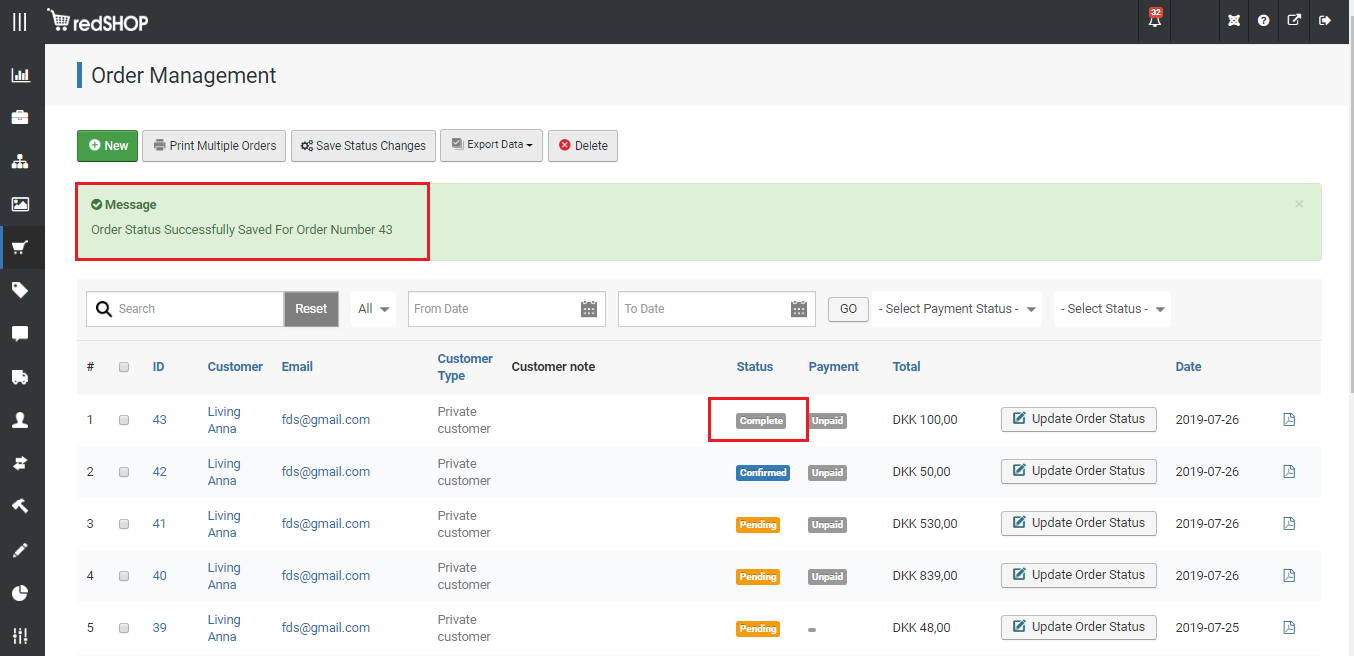 redSHOP
32
Order Management
New Print Multiple Orders Save Status Changes Export Data Delete
Message
×
Order Status Successfully Saved For Order Number 43
Search Reset All From Date To Date GO - Select Payment Status - - Select Status -
# ID Customer Email Customer Type Customer note Status Payment Total Date
1 43 Living Anna fds@gmail.com Private customer Complete Unpaid DKK 100,00 Update Order Status 2019-07-26
2 42 Living Anna fds@gmail.com Private customer Confirmed Unpaid DKK 50,00 Update Order Status 2019-07-26
3 41 Living Anna fds@gmail.com Private customer Pending Unpaid DKK 530,00 Update Order Status 2019-07-26
4 40 Living Anna fds@gmail.com Private customer Pending Unpaid DKK 839,00 Update Order Status 2019-07-26
5 39 Living Anna fds@gmail.com Private customer Pending DKK 48,00 Update Order Status 2019-07-25